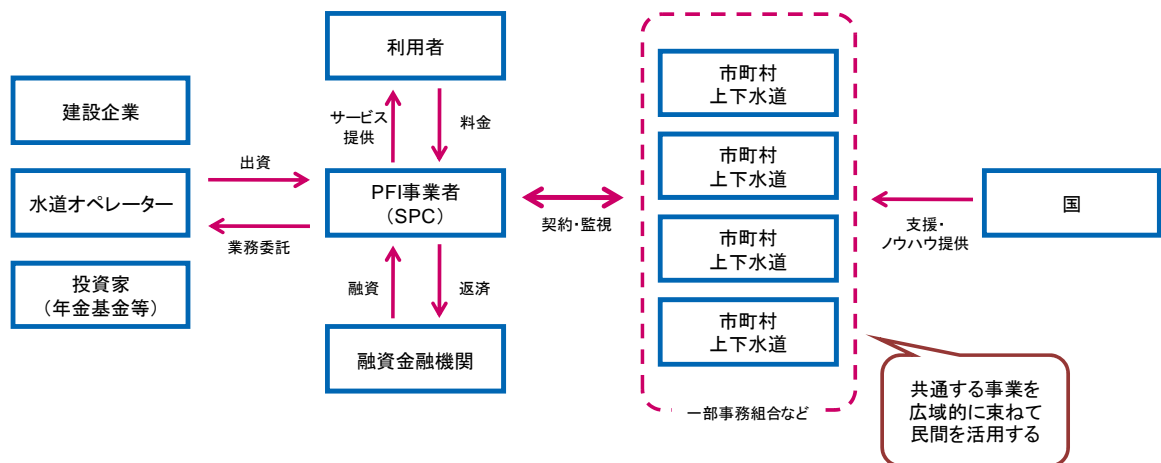 建設企業
水道オペレーター
投資家
（年金基金等）
出資
業務委託
利用者
サービス
提供
料金
PFI事業者
（SPC）
融資
返済
融資金融機関
契約・監視
市町村
上下水道
市町村
上下水道
市町村
上下水道
市町村
上下水道
一部事務組合など
支援・
ノウハウ提供
国
共通する事業を
広域的に束ねて
民間を活用する